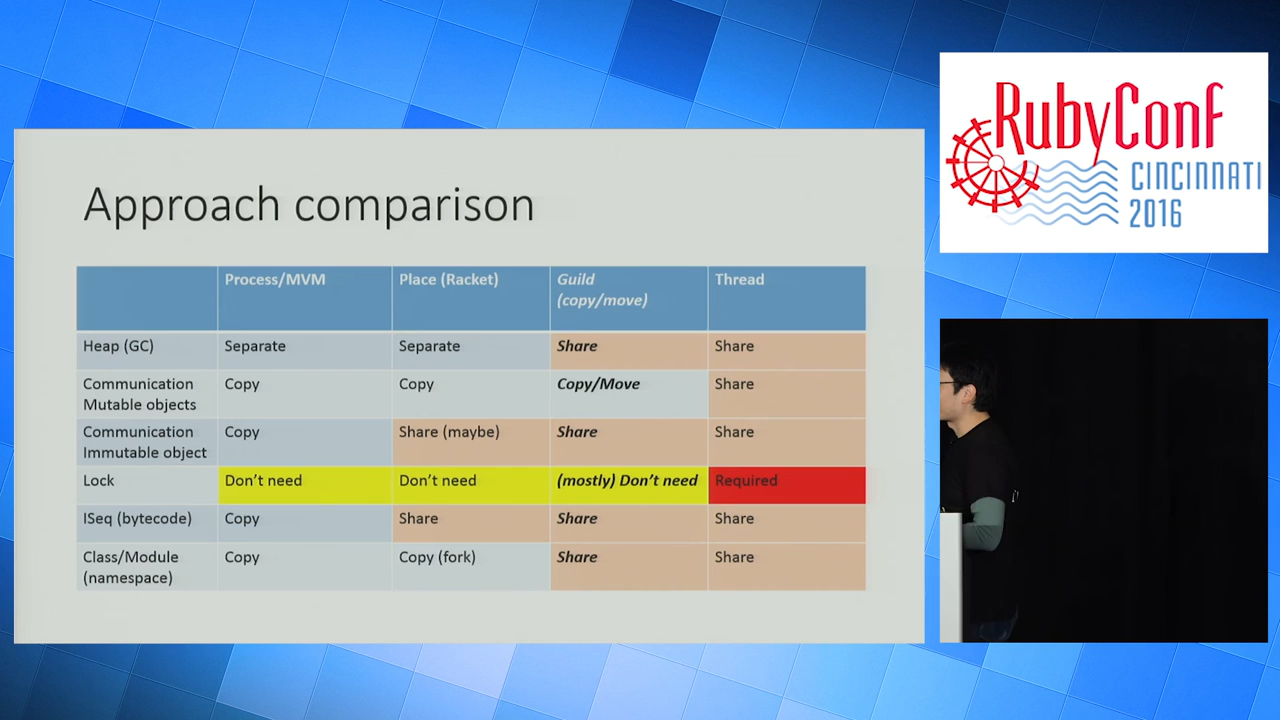 RubyConf
CINCINNATI
2016
Approach comparison
Process/MVM
Place (Racket)
Guild
(copy/move)
Thread
Heap (GC)
Separate
Separate
Share
Share
Communication
Mutable objects
Copy
Copy
Copy/Move
Share
Communication
Immutable object
Copy
Share (maybe)
Share
Share
Lock
Don't need
Don't need
(mostly) Don't need
Required
ISeq (bytecode)
Copy
Share
Share
Share
Class/Module
(namespace)
Copy
Copy (fork)
Share
Share